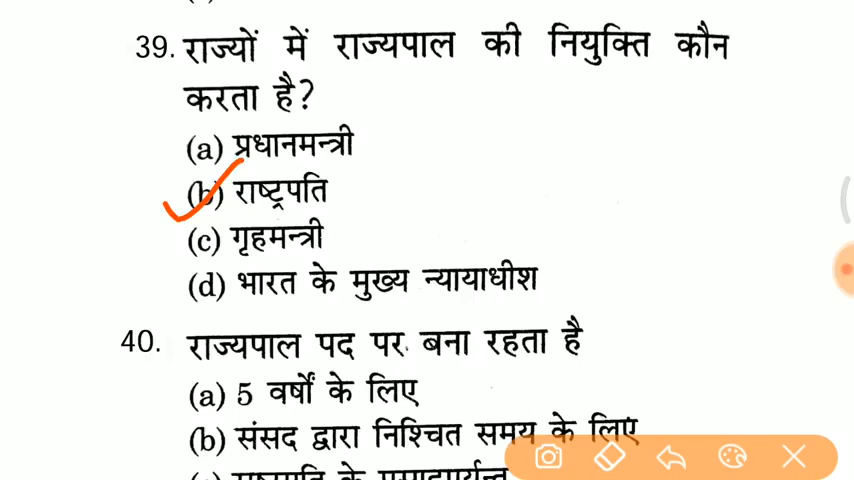 39. राज्यों में राज्यपाल की नियुक्ति कौन
करता है?
(a) प्रधानमन्त्री
(b) राष्ट्रपति
(c) गृहमन्त्री
(d) भारत के मुख्य न्यायाधीश
40. राज्यपाल पद पर बना रहता है
(a) 5 वर्षों के लिए
(b) संसद द्वारा निश्चित समय के लिए